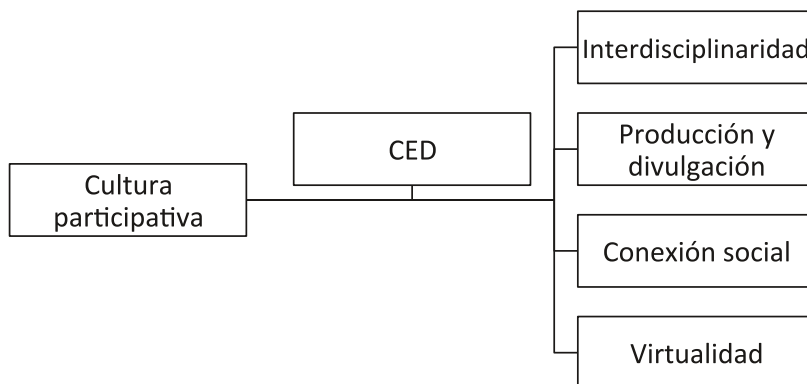 Interdisciplinaridad
CED
Producción y
divulgación
Cultura
participativa
Conexión social
Virtualidad